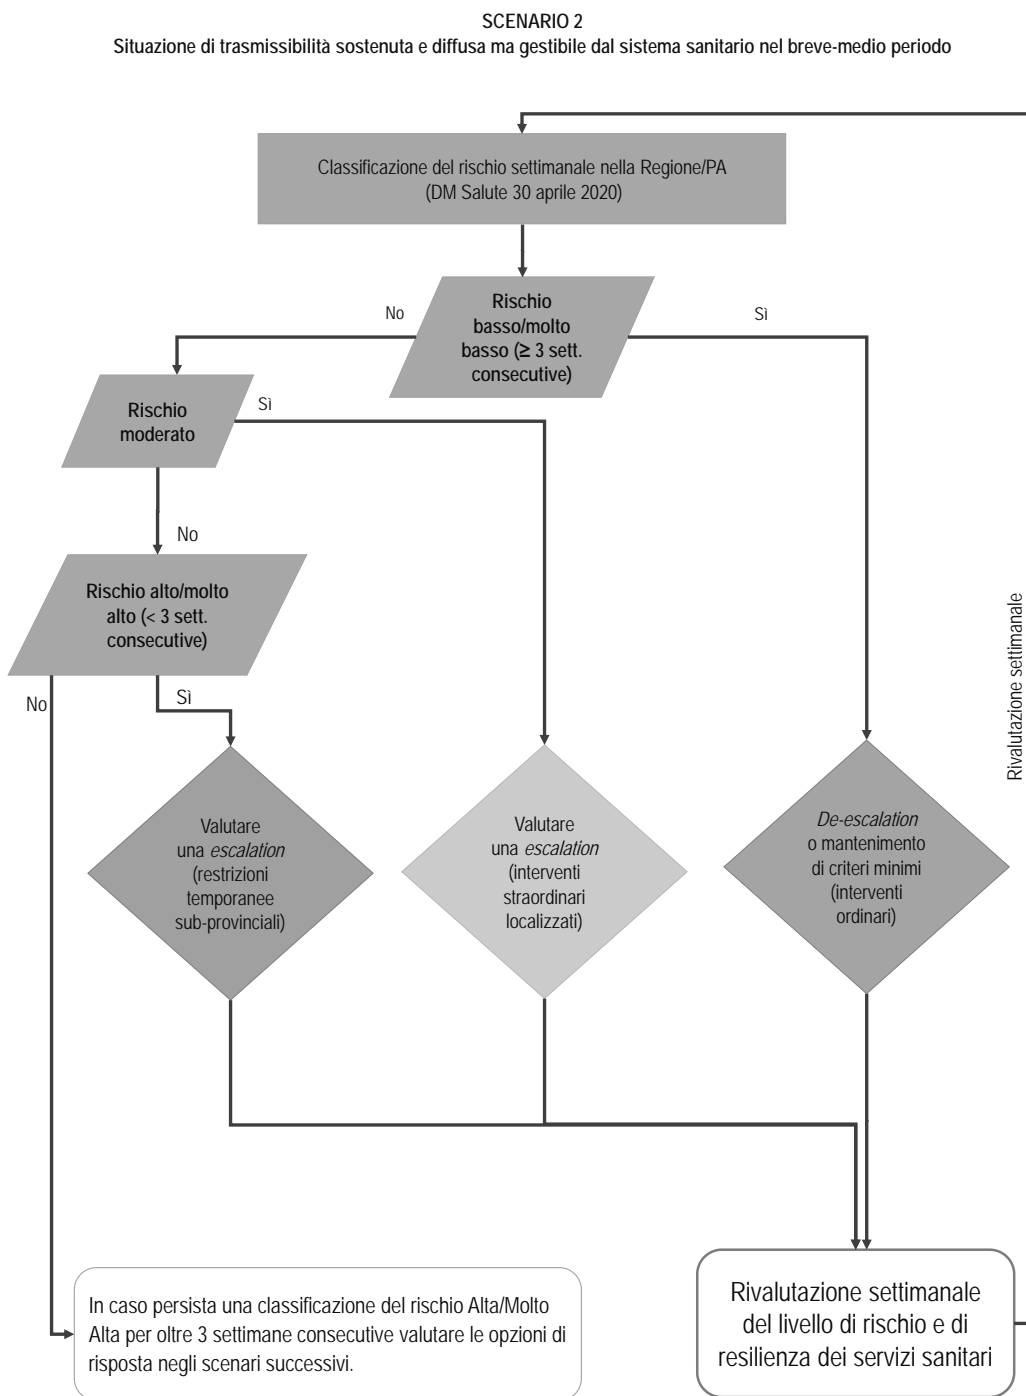 SCENARIO 2
Situazione di trasmissibilità sostenuta e diffusa ma gestibile dal sistema sanitario nel breve-medio periodo
Classificazione del rischio settimanale nella Regione/PA
(DM Salute 30 aprile 2020)
Rischio
basso/molto
basso (≥ 3 sett.
consecutive)
No
Sì
Rischio
moderato
Sì
No
Rischio alto/molto
alto (< 3 sett.
consecutive)
No
Sì
Valutare
una escalation
(restrizioni
temporanee
sub-provinciali)
Valutare
una escalation
(interventi
straordinari
localizzati)
De-escalation
o mantenimento
di criteri minimi
(interventi
ordinari)
Rivalutazione settimanale
In caso persista una classificazione del rischio Alta/Molto
Alta per oltre 3 settimane consecutive valutare le opzioni di
risposta negli scenari successivi.
Rivalutazione settimanale
del livello di rischio e di
resilienza dei servizi sanitari